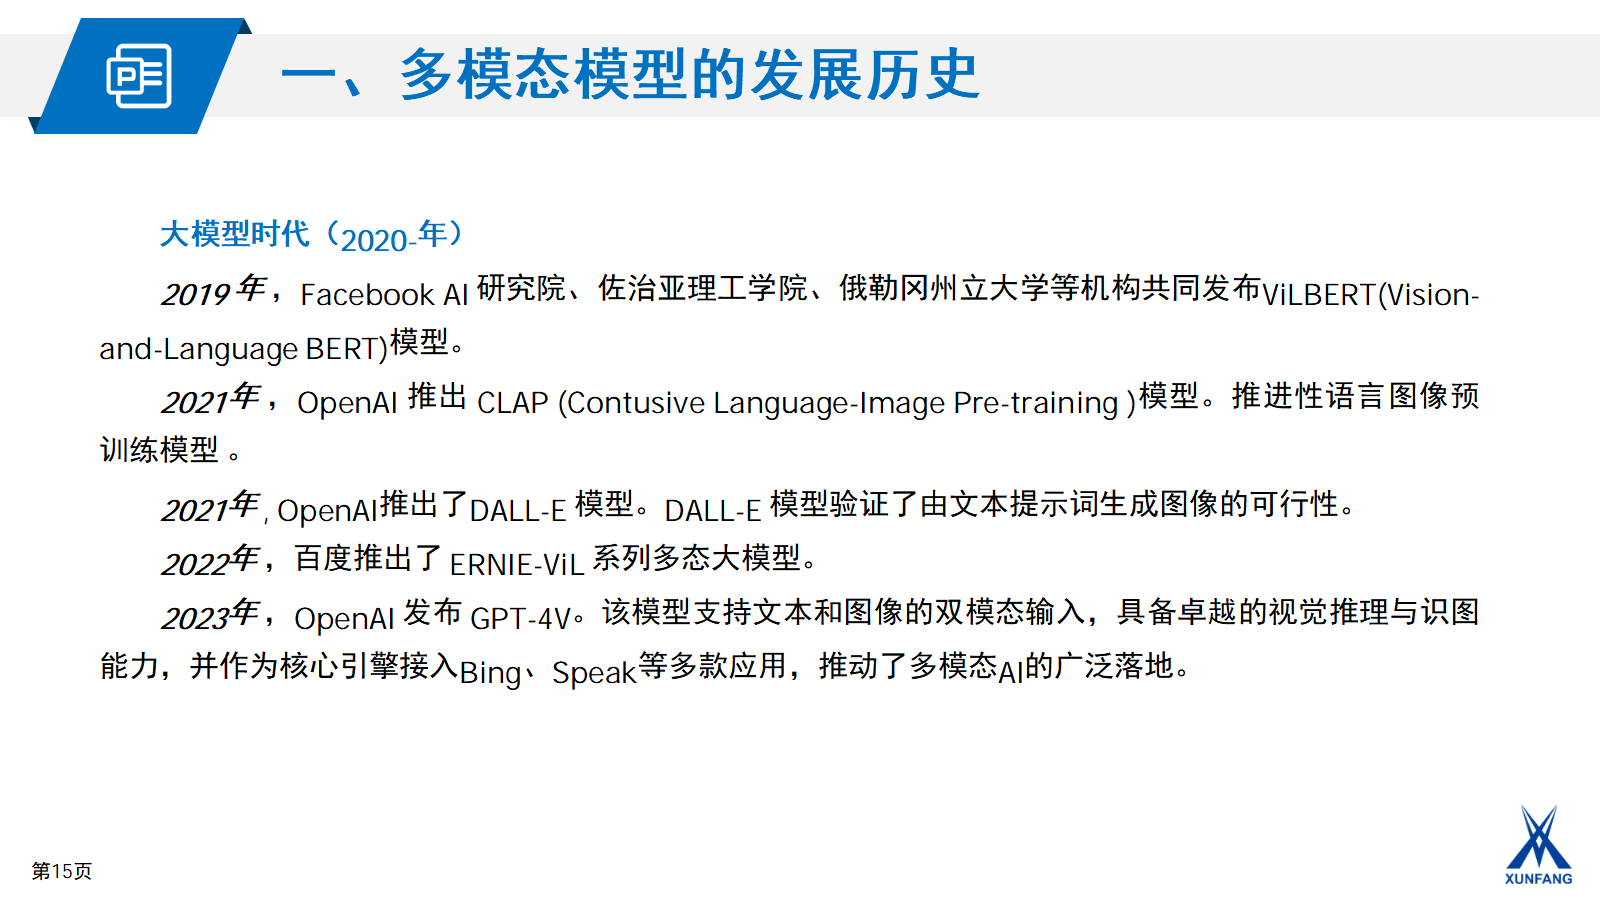 一、多模态模型的发展历史
大模型时代（2020-年）
2019年，Facebook AI 研究院、佐治亚理工学院、俄勒冈州立大学等机构共同发布ViLBERT(Vision-
and-Language BERT)模型。
2021年，OpenAI 推出 CLAP (Contusive Language-Image Pre-training )模型。推进性语言图像预
训练模型 。
2021年, OpenAI推出了DALL-E 模型。DALL-E 模型验证了由文本提示词生成图像的可行性。
2022年，百度推出了 ERNIE-ViL 系列多态大模型。
2023年，OpenAI 发布 GPT-4V。该模型支持文本和图像的双模态输入，具备卓越的视觉推理与识图
能力，并作为核心引擎接入Bing、Speak等多款应用，推动了多模态AI的广泛落地。
第15页
XUNFANG